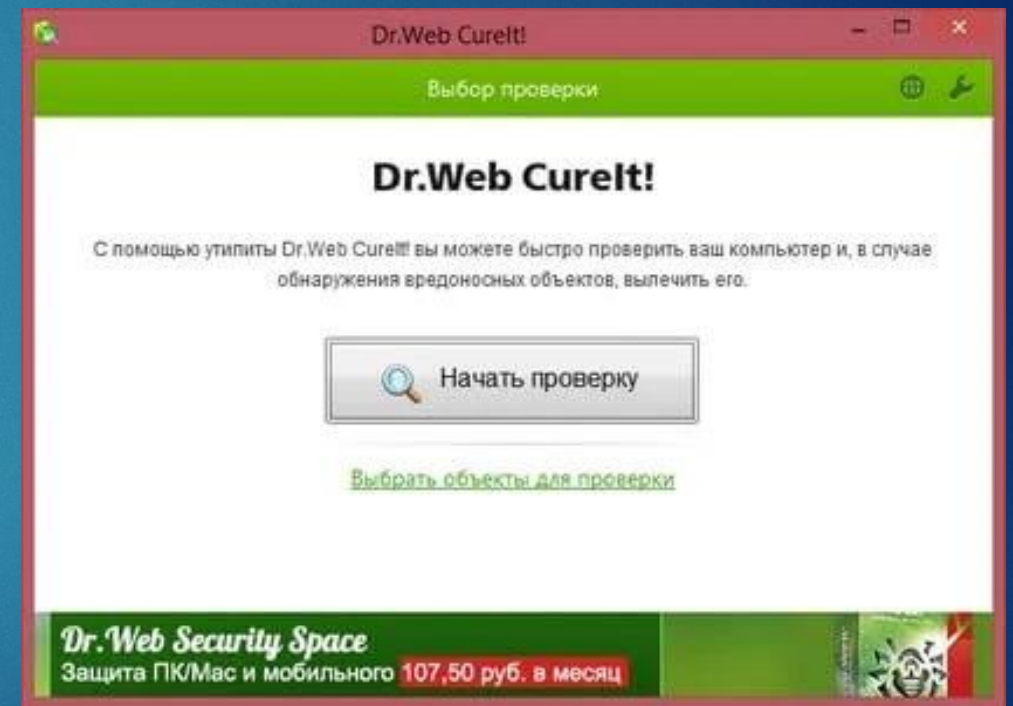 Dr.Web CureIt!
Выбор проверки
Dr.Web CureIt!
С помощью утилиты Dr.Web CureIt! вы можете быстро проверить ваш компьютер и, в случае
обнаружения вредоносных объектов, вылечить его.
Начать проверку
Выбрать объекты для проверки
Dr.Web Security Space
Защита ПК/Mac и мобильного 107,50 руб. в месяц